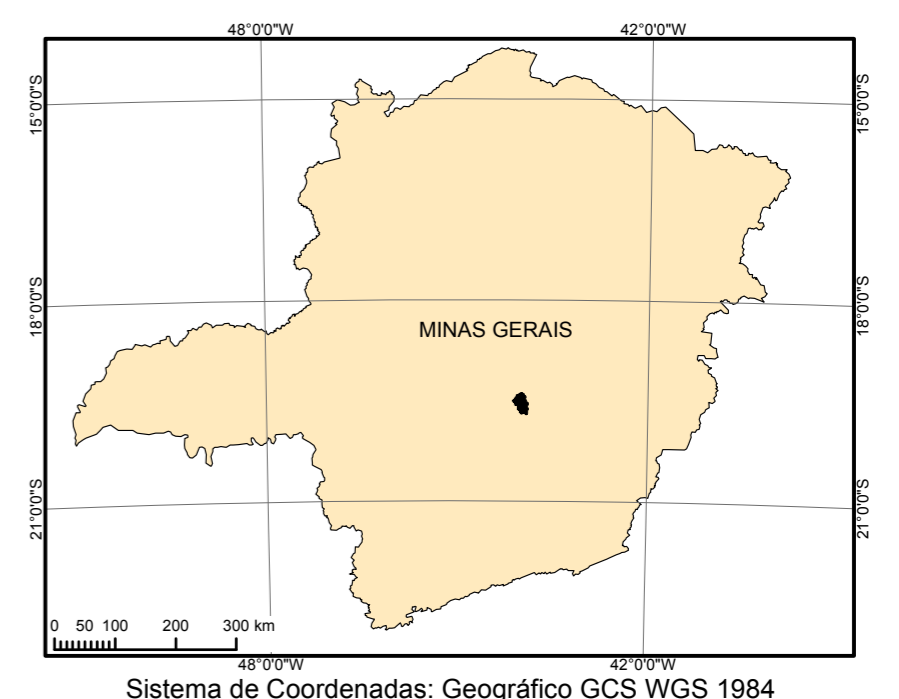 48°0'0"W 42°0'0"W
15°0'0"S 15°0'0"S
18°0'0"S 18°0'0"S
MINAS GERAIS
21°0'0"S 21°0'0"S
0 50 100 200 300 km
48°0'0"W 42°0'0"W
Sistema de Coordenadas: Geográfico GCS WGS 1984